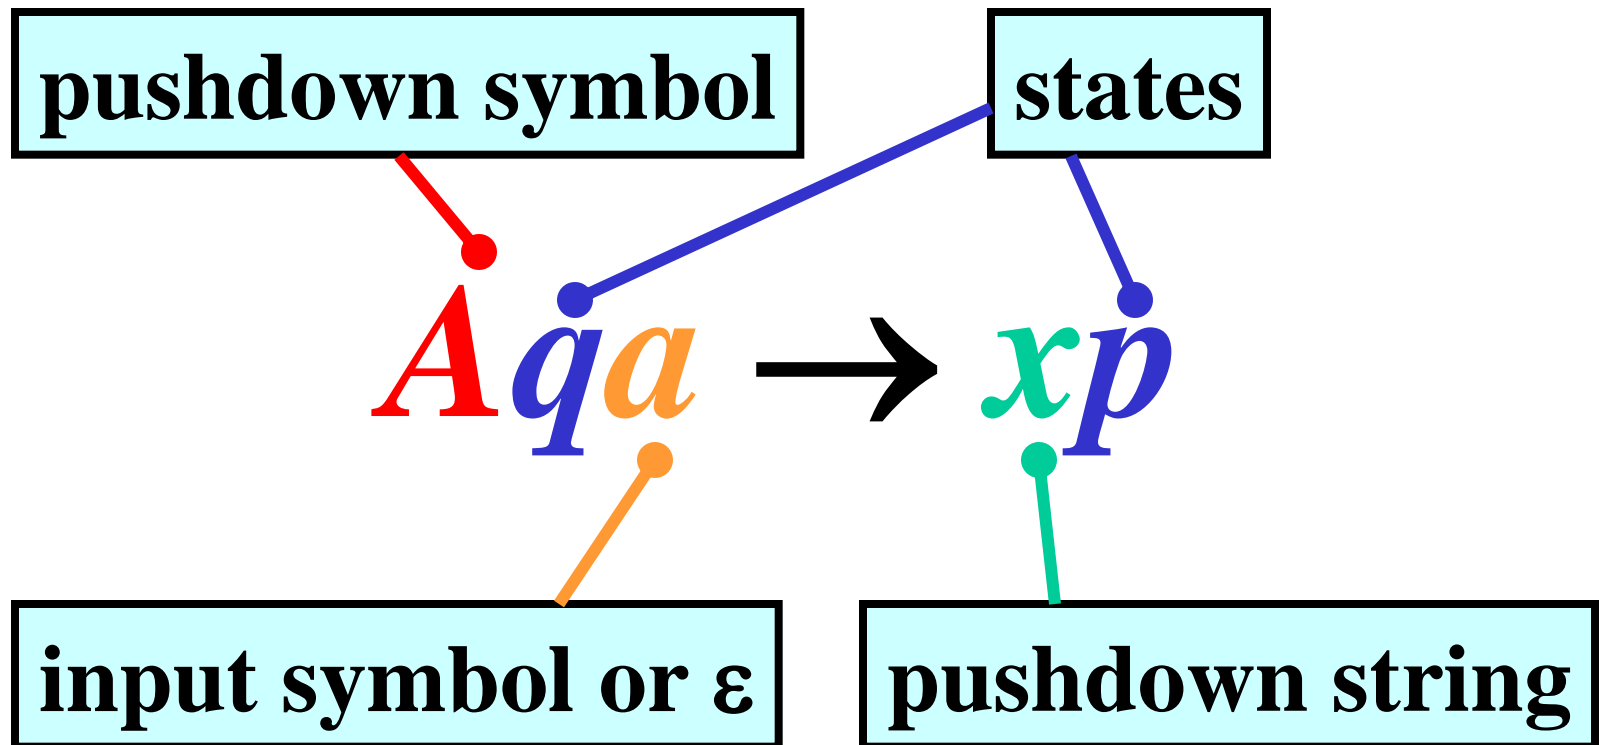 pushdown symbol states
Aqa → xp
input symbol or ε pushdown string